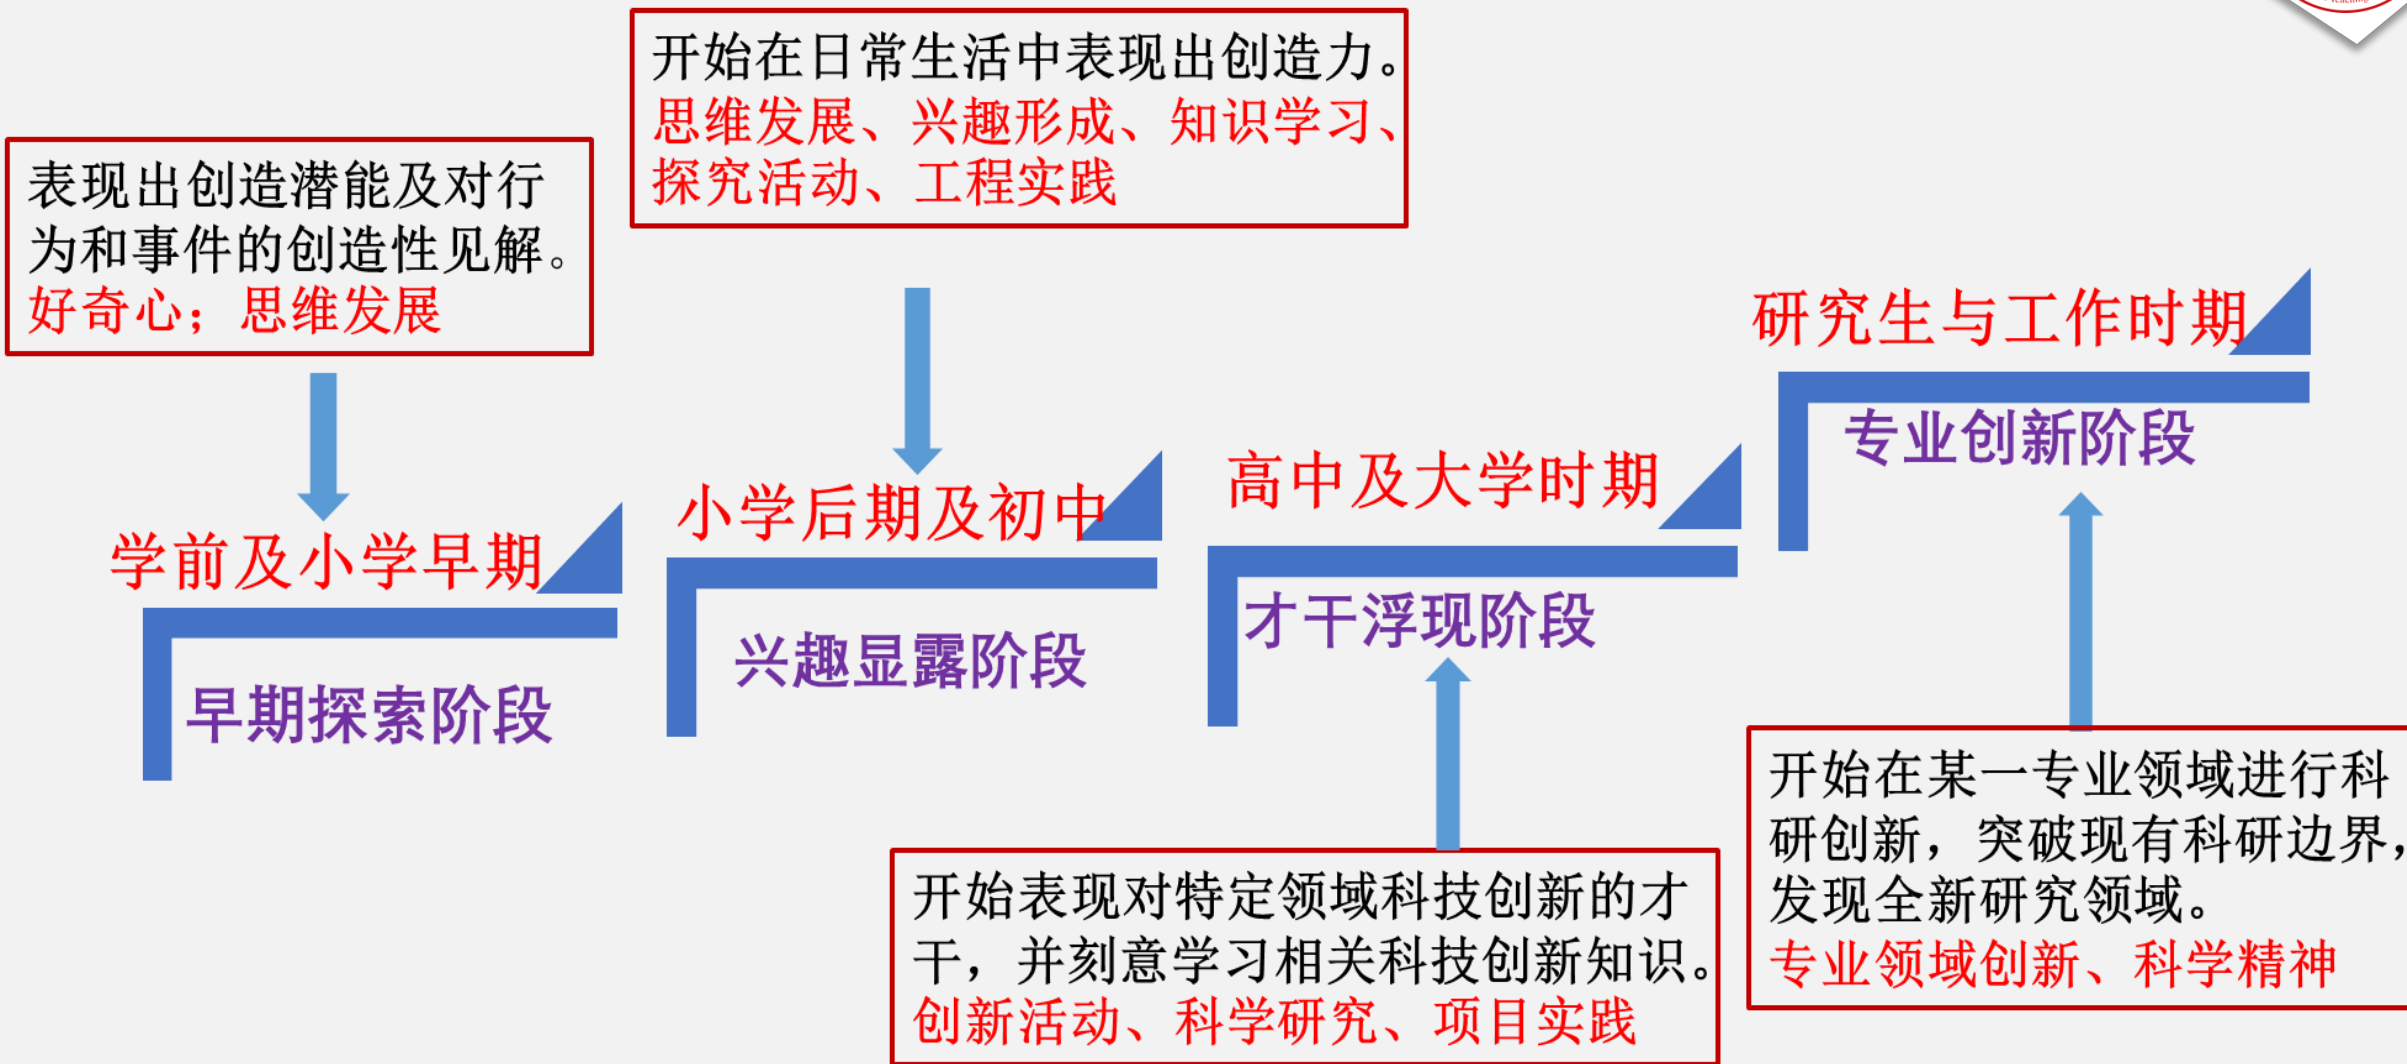 开始在日常生活中表现出创造力。
思维发展、兴趣形成、知识学习、
探究活动、工程实践
表现出创造潜能及对行
为和事件的创造性见解。
好奇心；思维发展
研究生与工作时期
专业创新阶段
高中及大学时期
才干浮现阶段
小学后期及初中
兴趣显露阶段
学前及小学早期
早期探索阶段
开始在某一专业领域进行科
研创新，突破现有科研边界，
发现全新研究领域。
专业领域创新、科学精神
开始表现对特定领域科技创新的才
干，并刻意学习相关科技创新知识。
创新活动、科学研究、项目实践